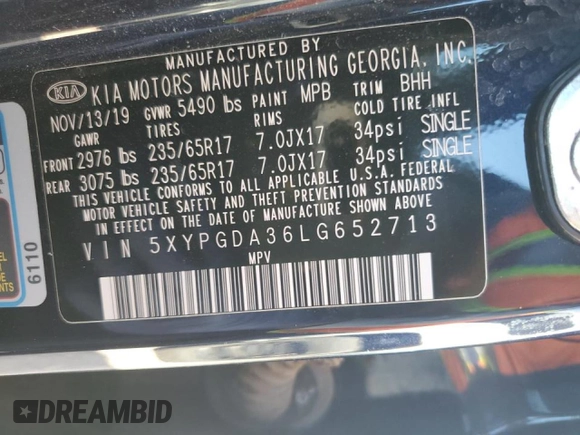 MANUFACTURED BY
KIA KIA MOTORS MANUFACTURING GEORGIA, INC.
NOV/13/19 GVWR 5490 lbs PAINT MPB TRIM BHH
GAWR TIRES RIMS COLD TIRE INFL
FRONT 2976 lbs 235/65R17 7.0JX17 34psi SINGLE
REAR 3075 lbs 235/65R17 7.0JX17 34psi SINGLE
THIS VEHICLE CONFORMS TO ALL APPLICABLE U.S.A. FEDERAL
MOTOR VEHICLE SAFETY AND THEFT PREVENTION STANDARDS
IN EFFECT ON THE DATE OF MANUFACTURE SHOWN ABOVE.
VIN 5XYPGDA36LG652713
MPV
6110
DREAMBID